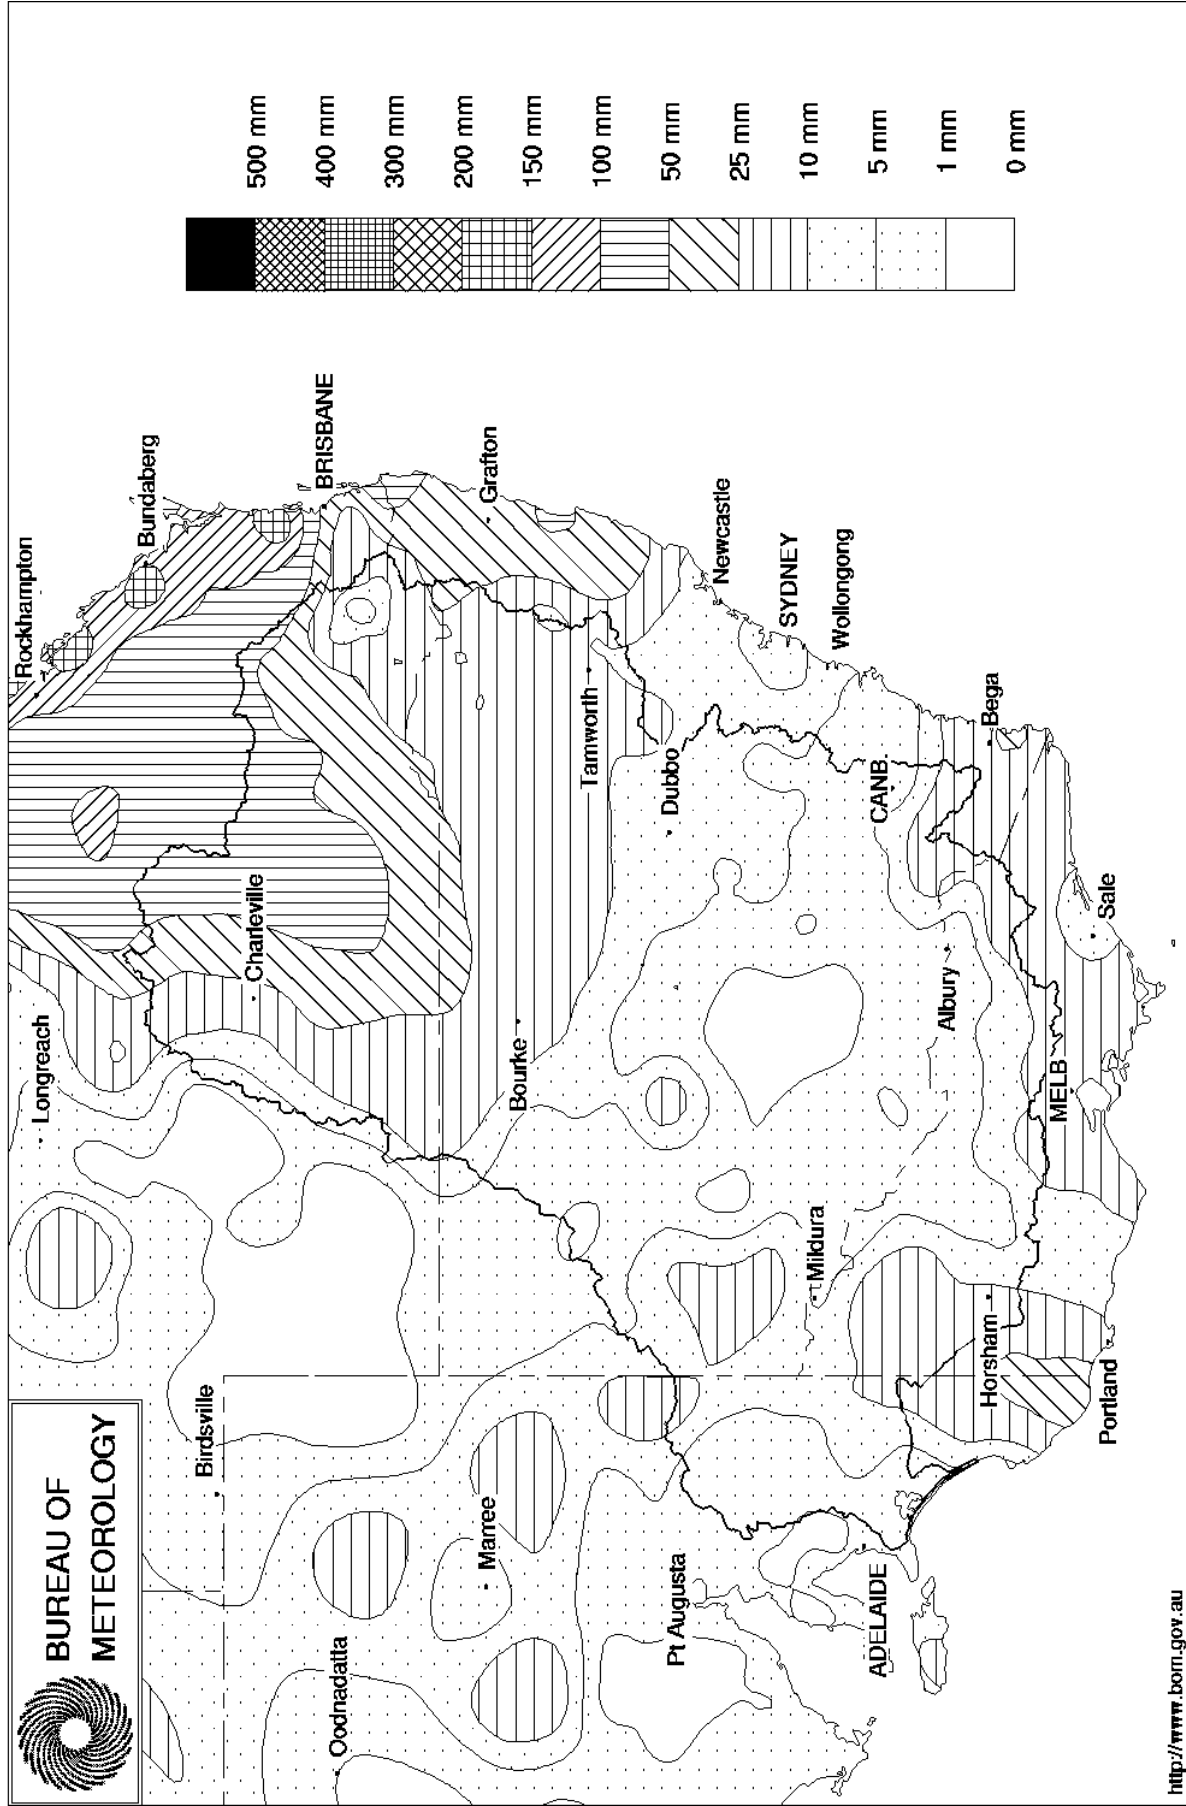 BUREAU OF
METEOROLOGY
Rockhampton
Longreach
Bundaberg
Birdsville
Charleville
BRISBANE
Oodnadatta
Marree
Bourke
Grafton
Tamworth
Pt Augusta
Dubbo
Newcastle
SYDNEY
Mildura
Wollongong
ADELAIDE
CANB.
Albury
Horsham
Bega
MELB
Portland
Sale
500 mm
400 mm
300 mm
200 mm
150 mm
100 mm
50 mm
25 mm
10 mm
5 mm
1 mm
0 mm
http://www.bom.gov.au